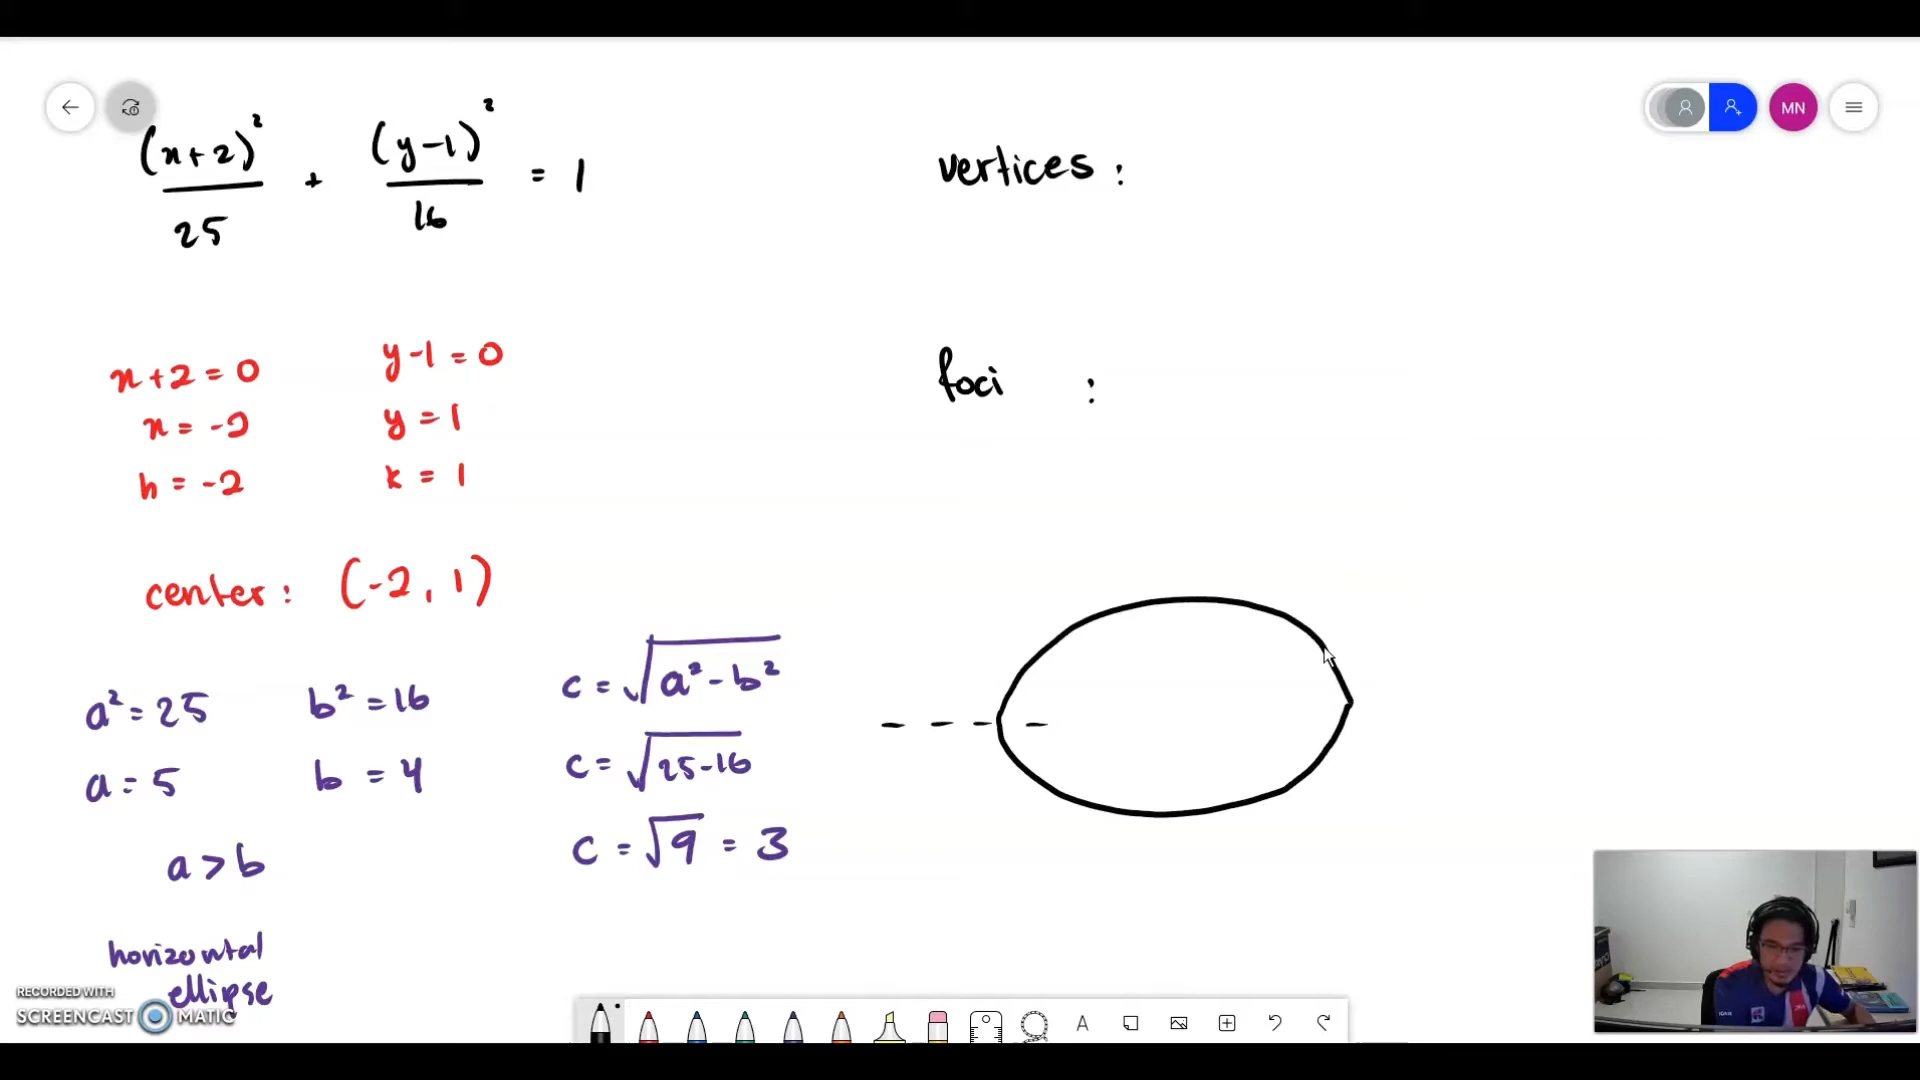 (x+2)² / 25 + (y-1)² / 16 = 1
x+2=0
x=-2
h=-2
y-1=0
y=1
k=1
center: (-2, 1)
a²=25
a=5
b²=16
b=4
a>b
horizontal
ellipse
c=√(a²-b²)
c=√(25-16)
c=√9=3
vertices:
foci :
MN
A
RECORDED WITH
SCREENCAST MATIC